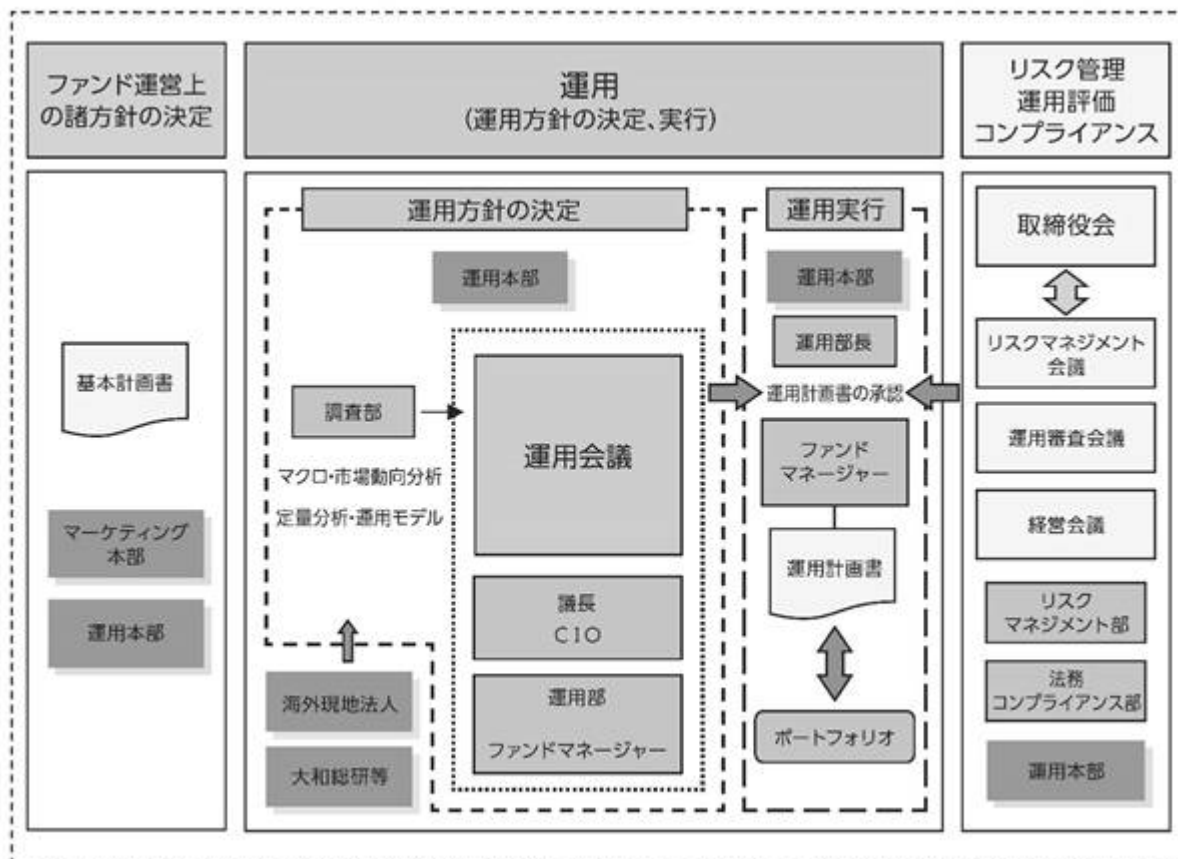 ファンド運営上
の諸方針の決定
運用
(運用方針の決定、実行)
リスク管理
運用評価
コンプライアンス
基本計画書
マーケティング
本部
運用本部
運用方針の決定
運用本部
調査部
マクロ・市場動向分析
定量分析・運用モデル
運用会議
議長
CIO
運用部
ファンドマネージャー
海外現地法人
大和総研等
運用実行
運用本部
運用部長
運用計画書の承認
ファンド
マネージャー
運用計画書
ポートフォリオ
取締役会
リスクマネジメント
会議
運用審査会議
経営会議
リスク
マネジメント部
法務
コンプライアンス部
運用本部